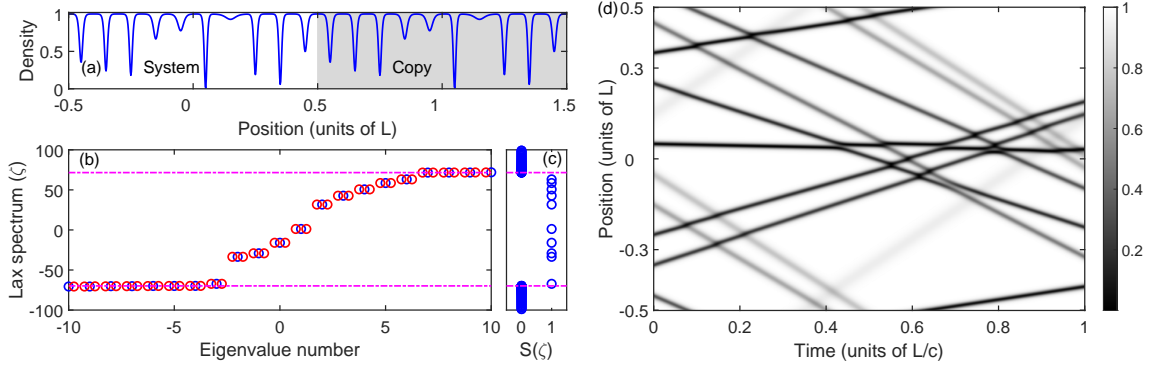 (a)
System
Copy
Density
1
0.5
0
-0.5 0 0.5 1 1.5
Position (units of L)
(b)
Lax spectrum (ζ)
100
50
0
-50
-100
-10 -5 0 5 10
Eigenvalue number
(c)
0 1
S(ζ)
(d)
Position (units of L)
0.5
0.3
0
-0.3
-0.5
0 0.2 0.4 0.6 0.8 1
Time (units of L/c)
1
0.8
0.6
0.4
0.2